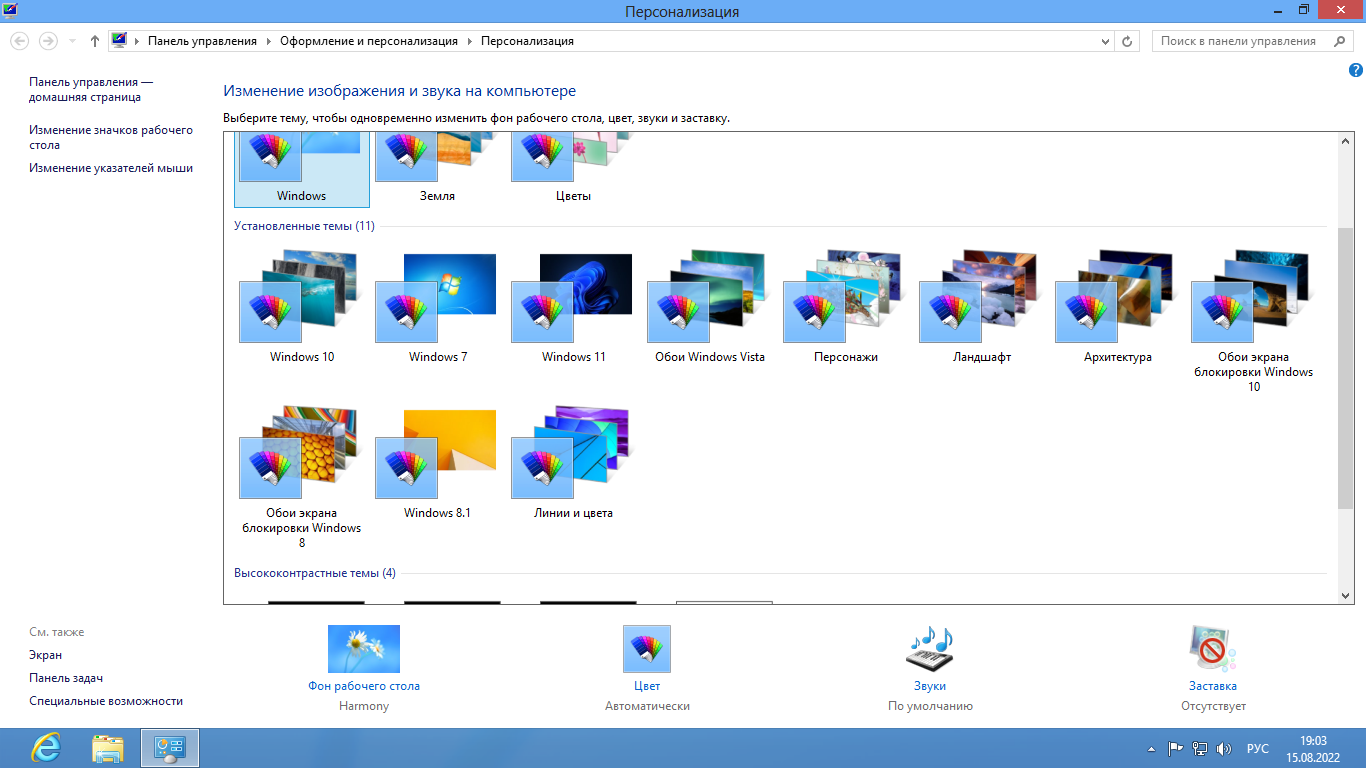 Персонализация
Панель управления
Оформление и персонализация
Персонализация
Поиск в панели управления
Панель управления —
домашняя страница
Изменение значков рабочего
стола
Изменение указателей мыши
Изменение изображения и звука на компьютере
Выберите тему, чтобы одновременно изменить фон рабочего стола, цвет, звуки и заставку.
Windows
Земля
Цветы
Установленные темы (11)
Windows 10
Windows 7
Windows 11
Обои Windows Vista
Персонажи
Ландшафт
Архитектура
Обои экрана
блокировки Windows
10
Обои экрана
блокировки Windows
8
Windows 8.1
Линии и цвета
Высококонтрастные темы (4)
См. также
Экран
Панель задач
Специальные возможности
Фон рабочего стола
Harmony
Цвет
Автоматически
Звуки
По умолчанию
Заставка
Отсутствует
РУС
19:03
15.08.2022